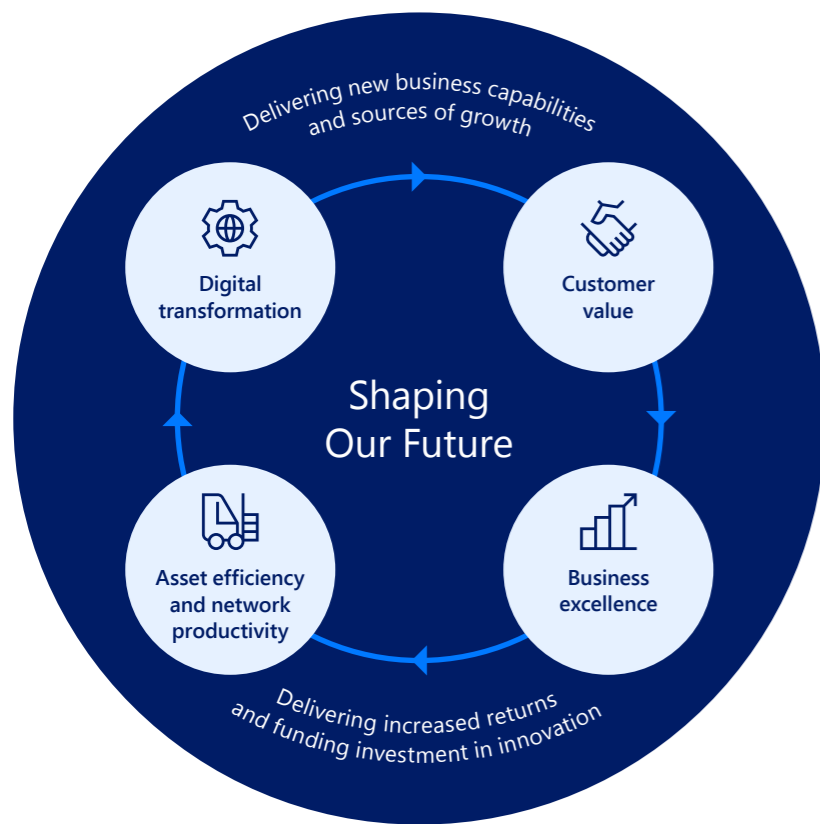 Delivering new business capabilities
and sources of growth
Digital
transformation
Customer
value
Shaping
Our Future
Asset efficiency
and network
productivity
Business
excellence
Delivering increased returns
and funding investment in innovation